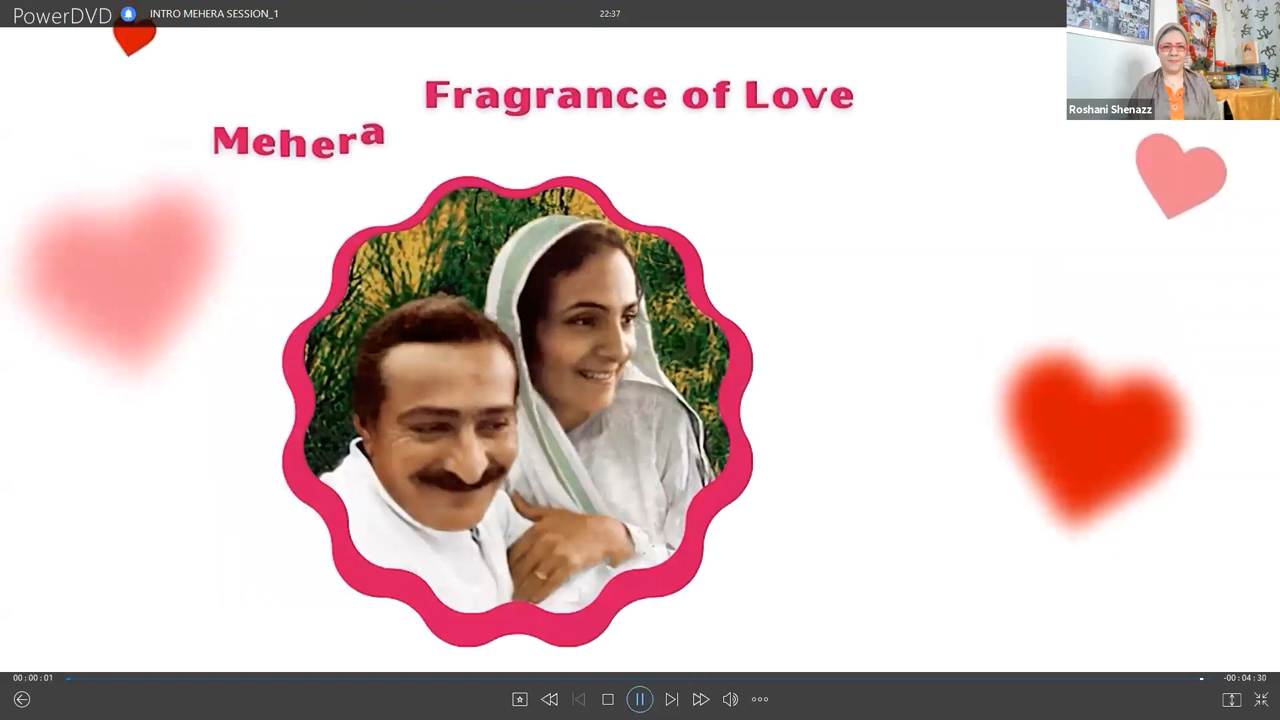 PowerDVD
INTRO MEHERA SESSION_1
22:37
Roshani Shenazz
Fragrance of Love
Mehera
00:00:01
-00:04:30